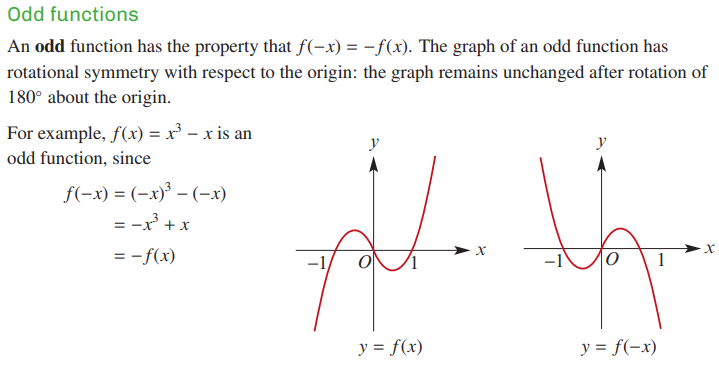 Odd functions
An odd function has the property that f(−x) = −f(x). The graph of an odd function has
rotational symmetry with respect to the origin: the graph remains unchanged after rotation of
180° about the origin.
For example, f(x) = x³ − x is an
odd function, since
f(−x) = (−x)³ − (−x)
= −x³ + x
= −f(x)
y
x
−1 O 1
y = f(x)
y
x
−1 O 1
y = f(−x)